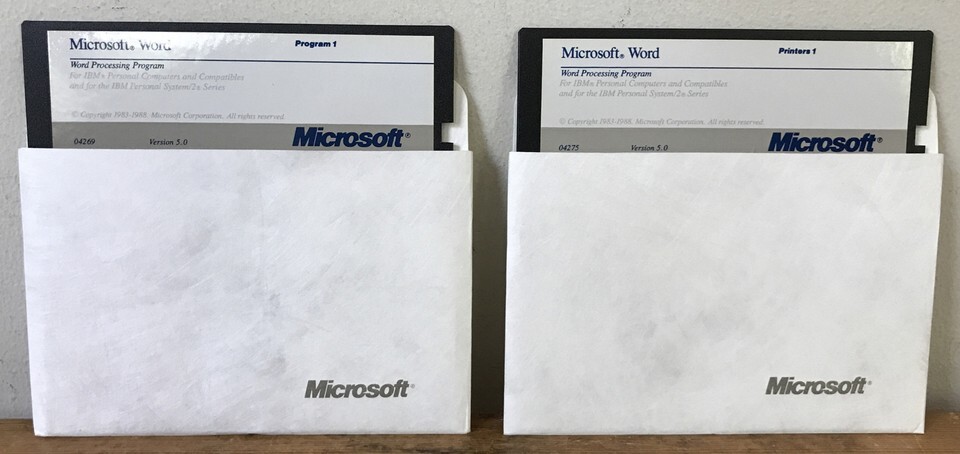 Microsoft® Word
Program 1
Word Processing Program
For IBM® Personal Computers and Compatibles
and for the IBM Personal System/2® Series
© Copyright 1983-1988. Microsoft Corporation. All rights reserved
04269
Version 5.0
Microsoft®
Microsoft®
Microsoft® Word
Printers 1
Word Processing Program
For IBM® Personal Computers and Compatibles
and for the IBM Personal System/2® Series
© Copyright 1983-1988. Microsoft Corporation. All rights reserved
04275
Version 5.0
Microsoft®
Microsoft®